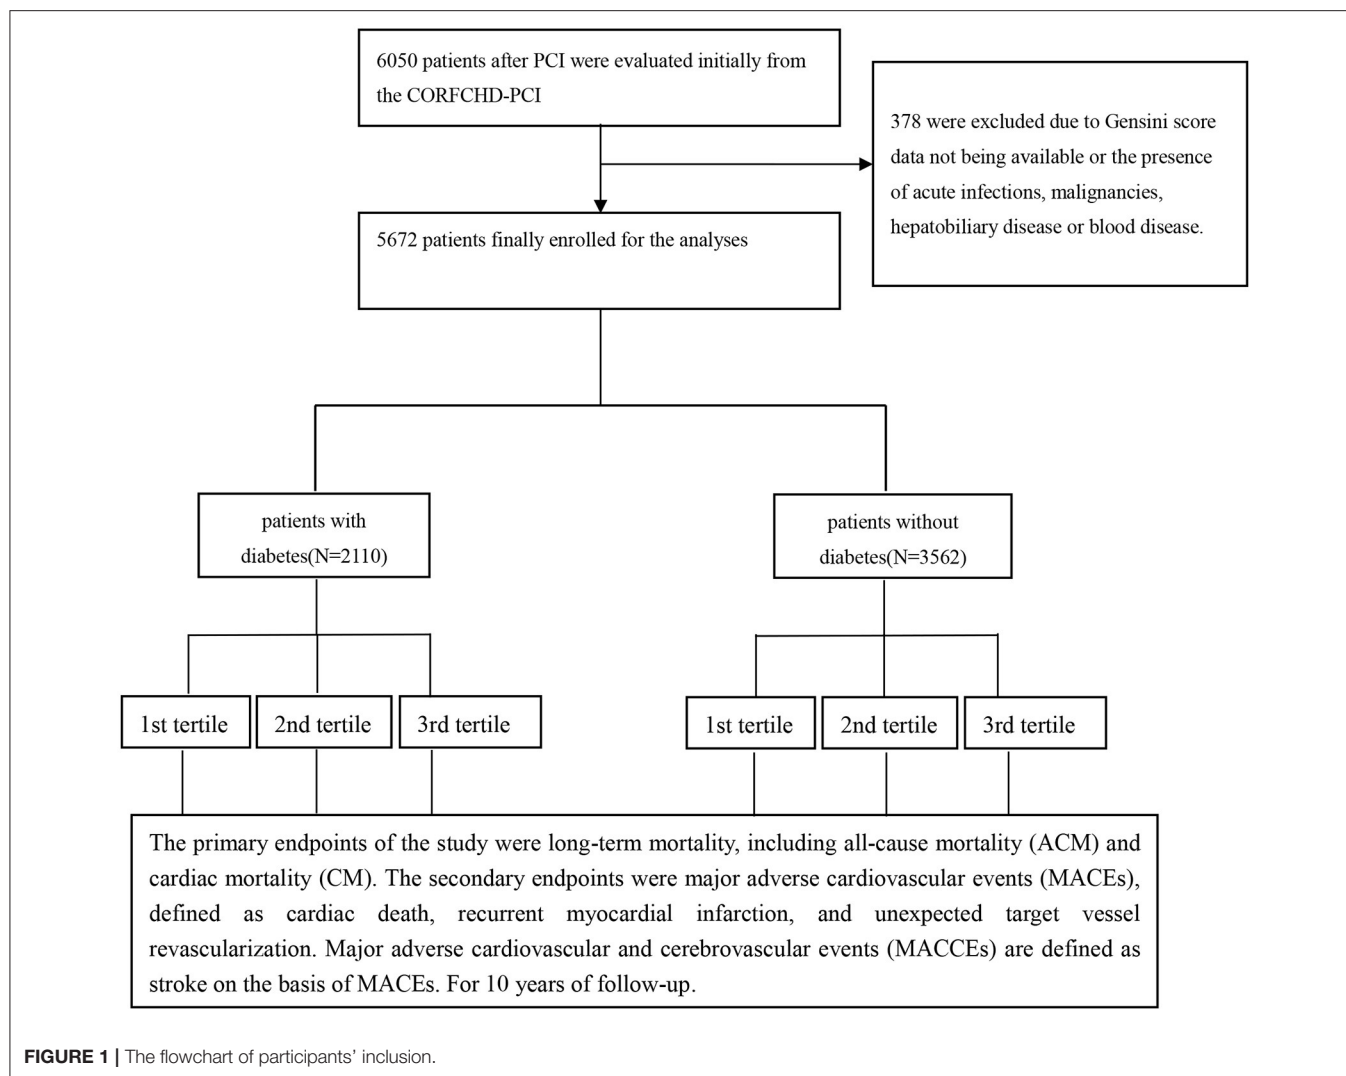 6050 patients after PCI were evaluated initially from
the CORFCHD-PCI
378 were excluded due to Gensini score
data not being available or the presence
of acute infections, malignancies,
hepatobiliary disease or blood disease.
5672 patients finally enrolled for the analyses
patients with
diabetes(N=2110)
patients without
diabetes(N=3562)
1st tertile
2nd tertile
3rd tertile
1st tertile
2nd tertile
3rd tertile
The primary endpoints of the study were long-term mortality, including all-cause mortality (ACM) and
cardiac mortality (CM). The secondary endpoints were major adverse cardiovascular events (MACEs),
defined as cardiac death, recurrent myocardial infarction, and unexpected target vessel
revascularization. Major adverse cardiovascular and cerebrovascular events (MACCEs) are defined as
stroke on the basis of MACEs. For 10 years of follow-up.
FIGURE 1 | The flowchart of participants' inclusion.